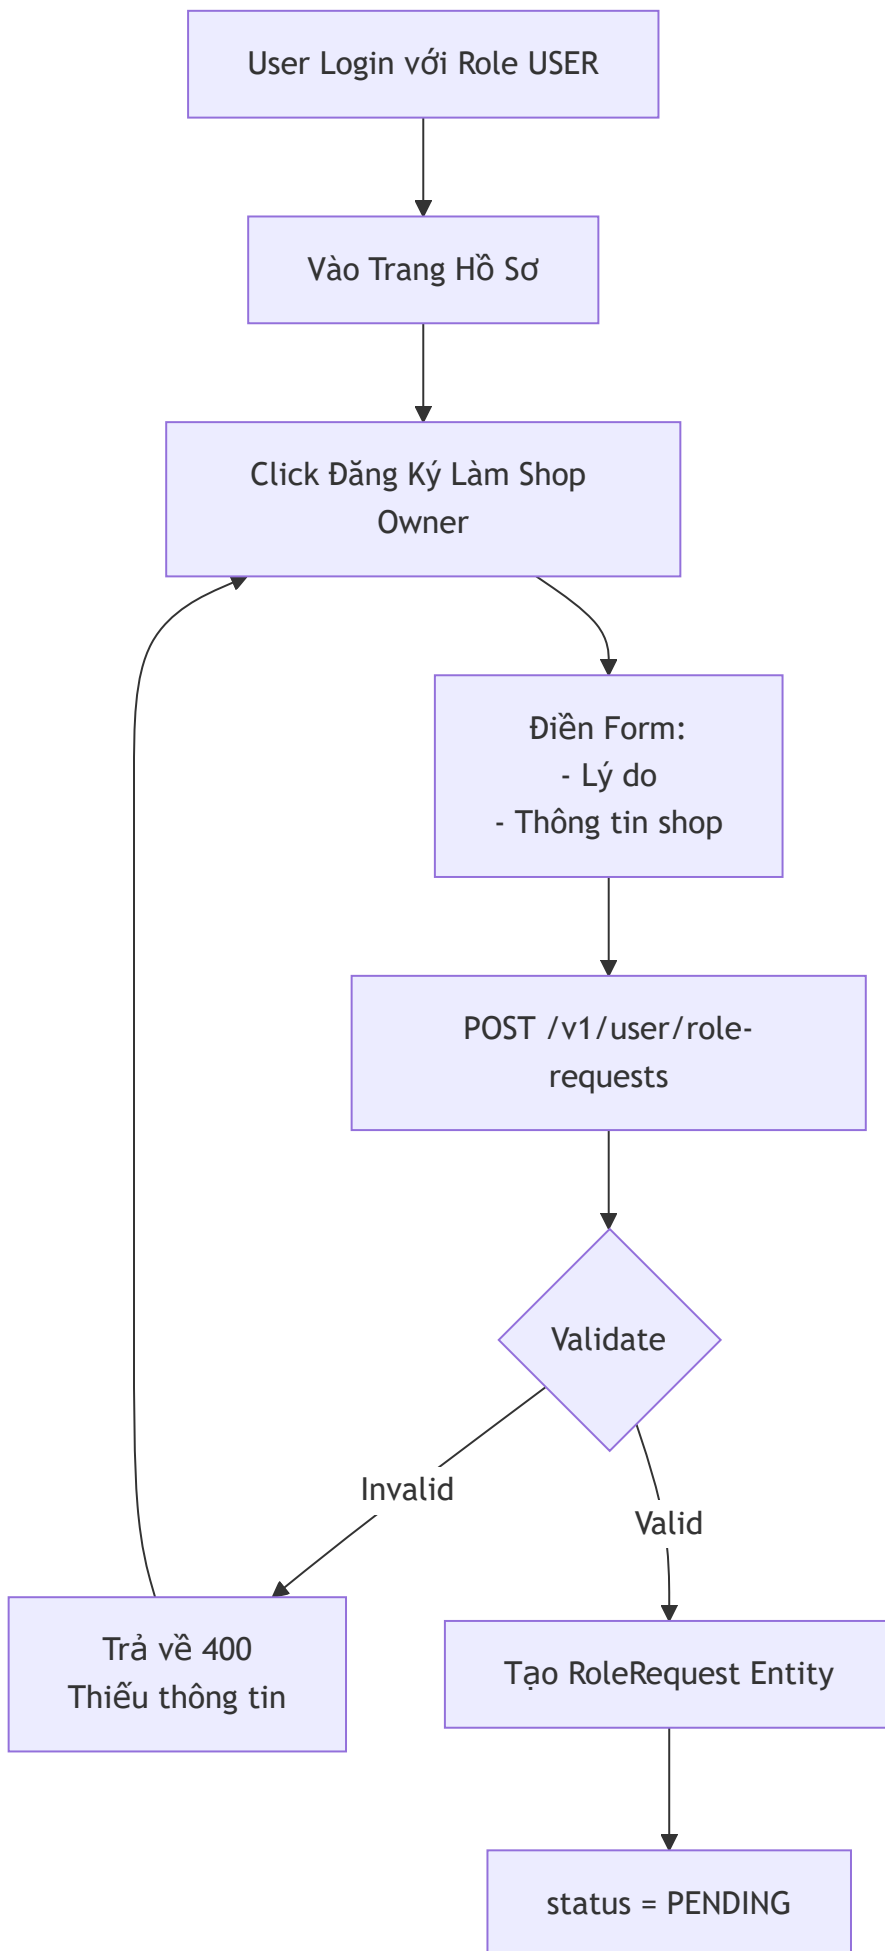 User Login với Role USER
Vào Trang Hồ Sơ
Click Đăng Ký Làm Shop
Owner
Điền Form:
- Lý do
- Thông tin shop
POST /v1/user/role-
requests
Validate
Invalid
Valid
Trả về 400
Thiếu thông tin
Tạo RoleRequest Entity
status = PENDING